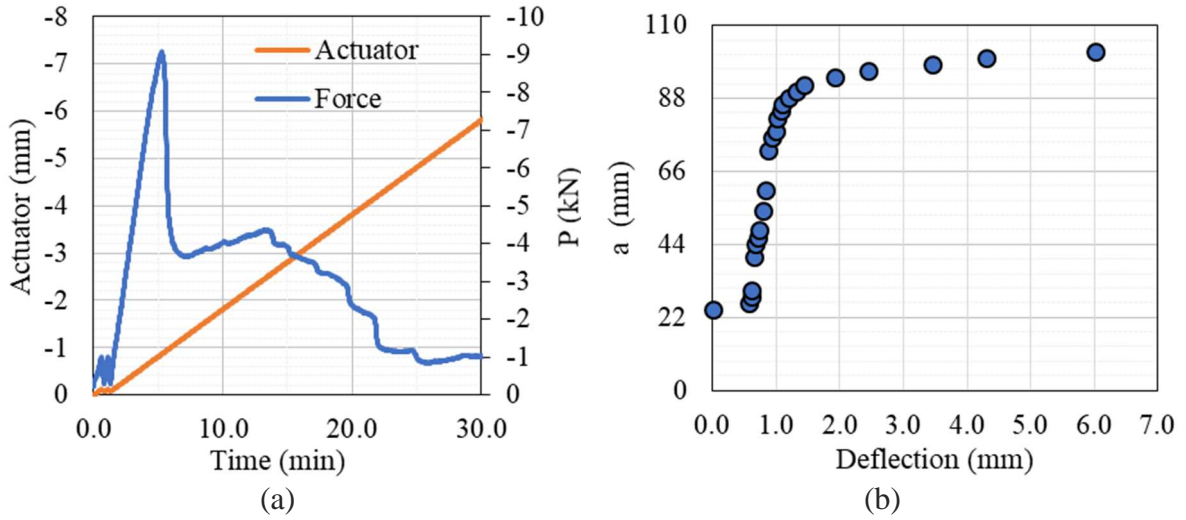 -8
-7
-6
-5
-4
-3
-2
-1
0
Actuator (mm)
Actuator
Force
-10
-9
-8
-7
-6
-5
-4
-3
-2
-1
0
P (kN)
0.0 10.0 20.0 30.0
Time (min)
(a)
110
88
66
44
22
0
a (mm)
0.0 1.0 2.0 3.0 4.0 5.0 6.0 7.0
Deflection (mm)
(b)